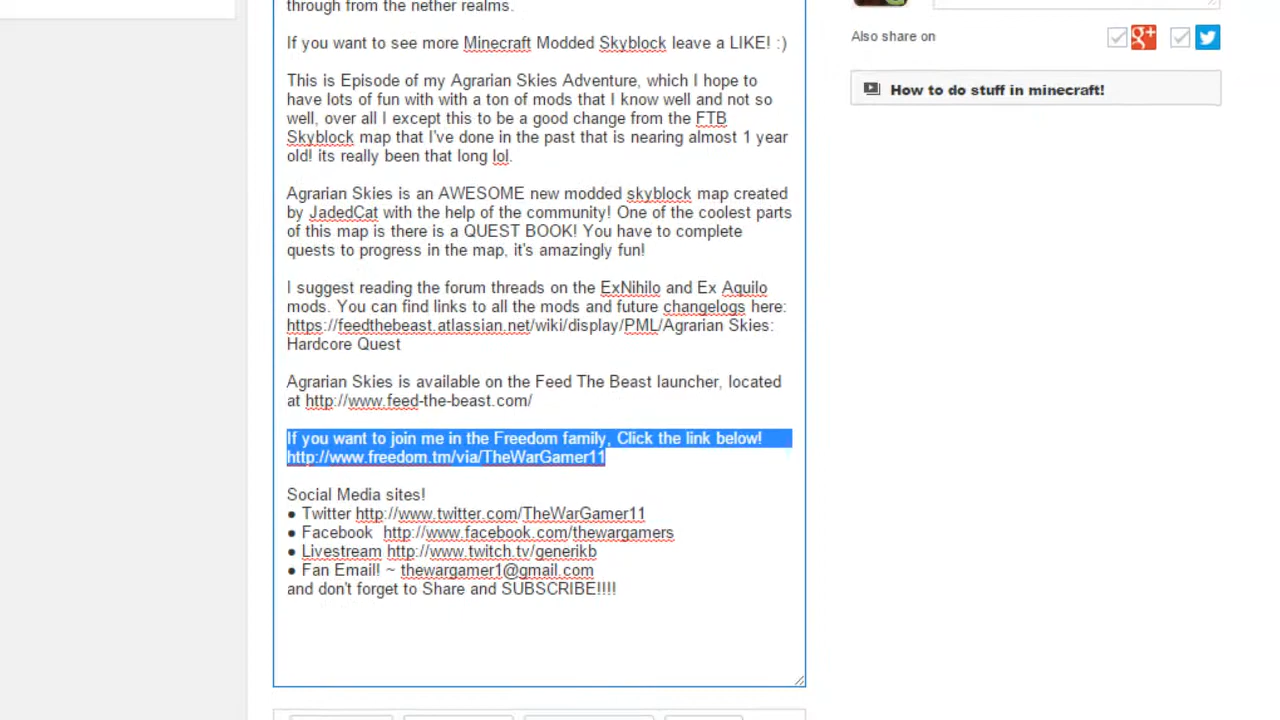 through from the nether realms.
If you want to see more Minecraft Modded Skyblock leave a LIKE! :)
This is Episode of my Agrarian Skies Adventure, which I hope to
have lots of fun with with a ton of mods that I know well and not so
well, over all I except this to be a good change from the FTB
Skyblock map that I've done in the past that is nearing almost 1 year
old! its really been that long lol.
Agrarian Skies is an AWESOME new modded skyblock map created
by JadedCat with the help of the community! One of the coolest parts
of this map is there is a QUEST BOOK! You have to complete
quests to progress in the map, it's amazingly fun!
I suggest reading the forum threads on the ExNihilo and Ex Aquilo
mods. You can find links to all the mods and future changelogs here:
https://feedthebeast.atlassian.net/wiki/display/PML/Agrarian Skies:
Hardcore Quest
Agrarian Skies is available on the Feed The Beast launcher, located
at http://www.feed-the-beast.com/
If you want to join me in the Freedom family, Click the link below!
http://www.freedom.tm/via/TheWarGamer11
Social Media sites!
● Twitter http://www.twitter.com/TheWarGamer11
● Facebook  http://www.facebook.com/thewargamers
● Livestream http://www.twitch.tv/generikb
● Fan Email! ~ thewargamer1@gmail.com
and don't forget to Share and SUBSCRIBE!!!!
Also share on
How to do stuff in minecraft!